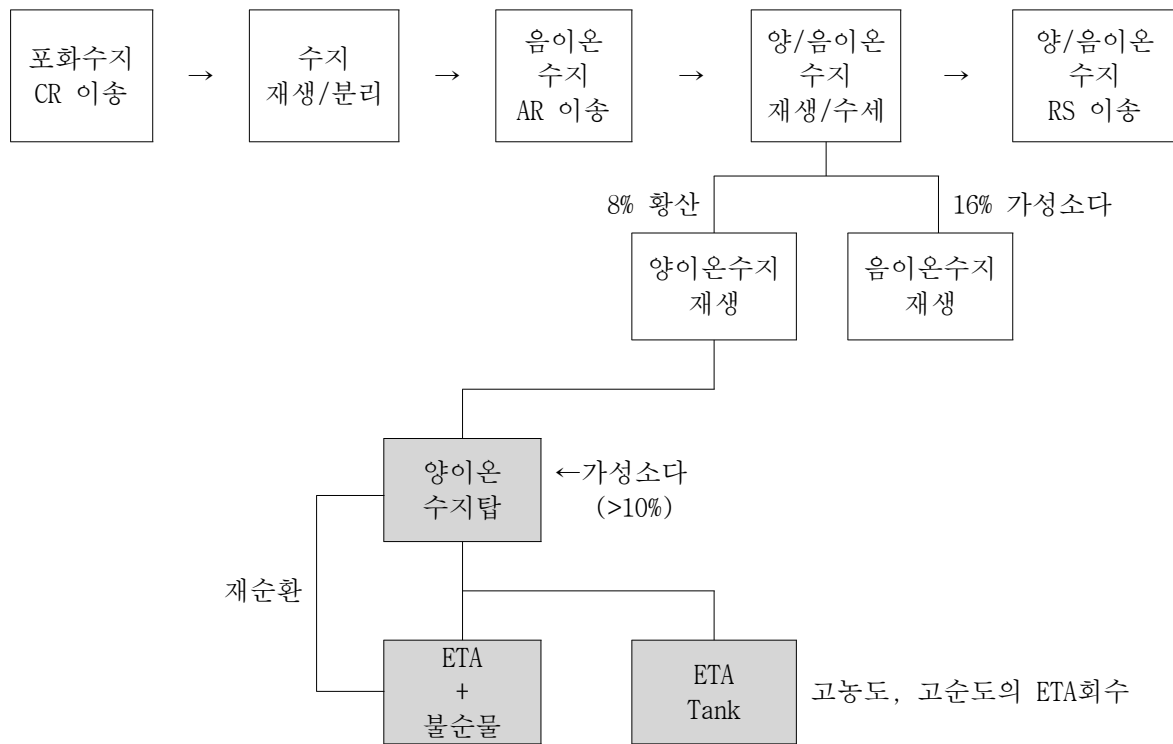 포화수지
CR 이송
→
수지
재생/분리
→
음이온
수지
AR 이송
→
양/음이온
수지
재생/수세
→
양/음이온
수지
RS 이송
8% 황산
16% 가성소다
양이온수지
재생
음이온수지
재생
양이온
수지탑
←가성소다
(>10%)
재순환
ETA
+
불순물
ETA
Tank
고농도, 고순도의 ETA회수